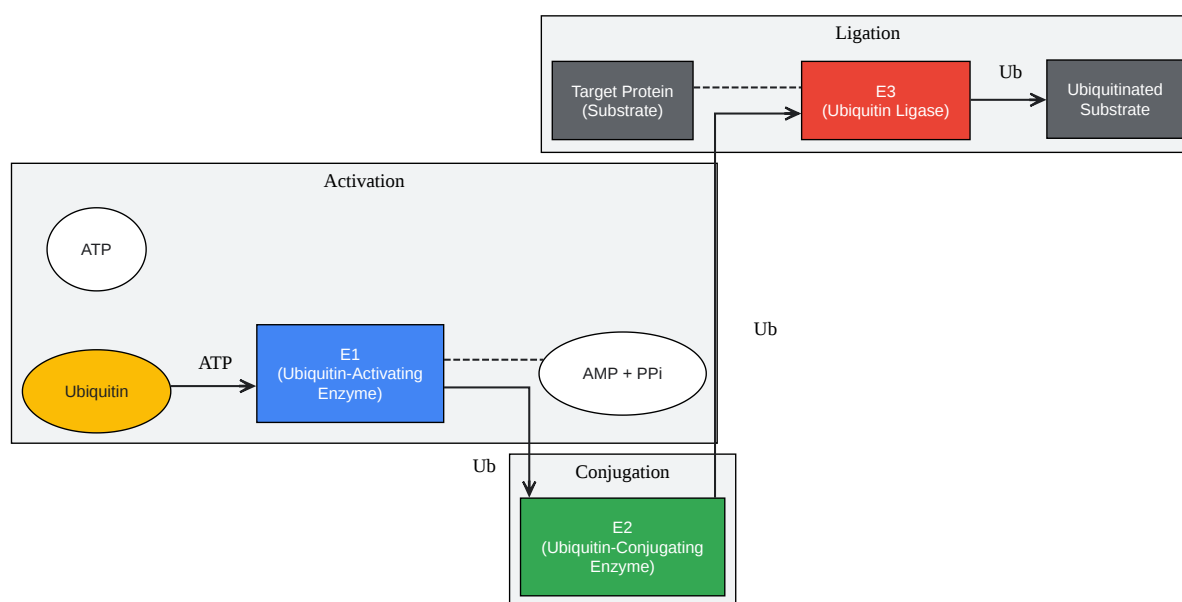 Ligation
Target Protein
(Substrate)
E3
(Ubiquitin Ligase)
Ub
Ubiquitinated
Substrate
Activation
ATP
Ubiquitin
ATP
E1
(Ubiquitin-Activating
Enzyme)
AMP + PPi
Ub
Ub
Conjugation
E2
(Ubiquitin-Conjugating
Enzyme)